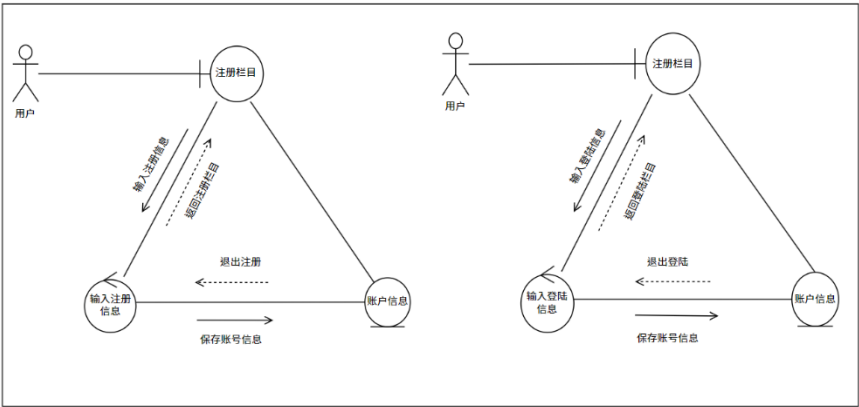 注册栏目
用户
输入注册信息
返回注册栏目
退出注册
输入注册
信息
账户信息
保存账号信息
注册栏目
用户
输入登陆信息
返回登陆栏目
退出登陆
输入登陆
信息
账户信息
保存账号信息